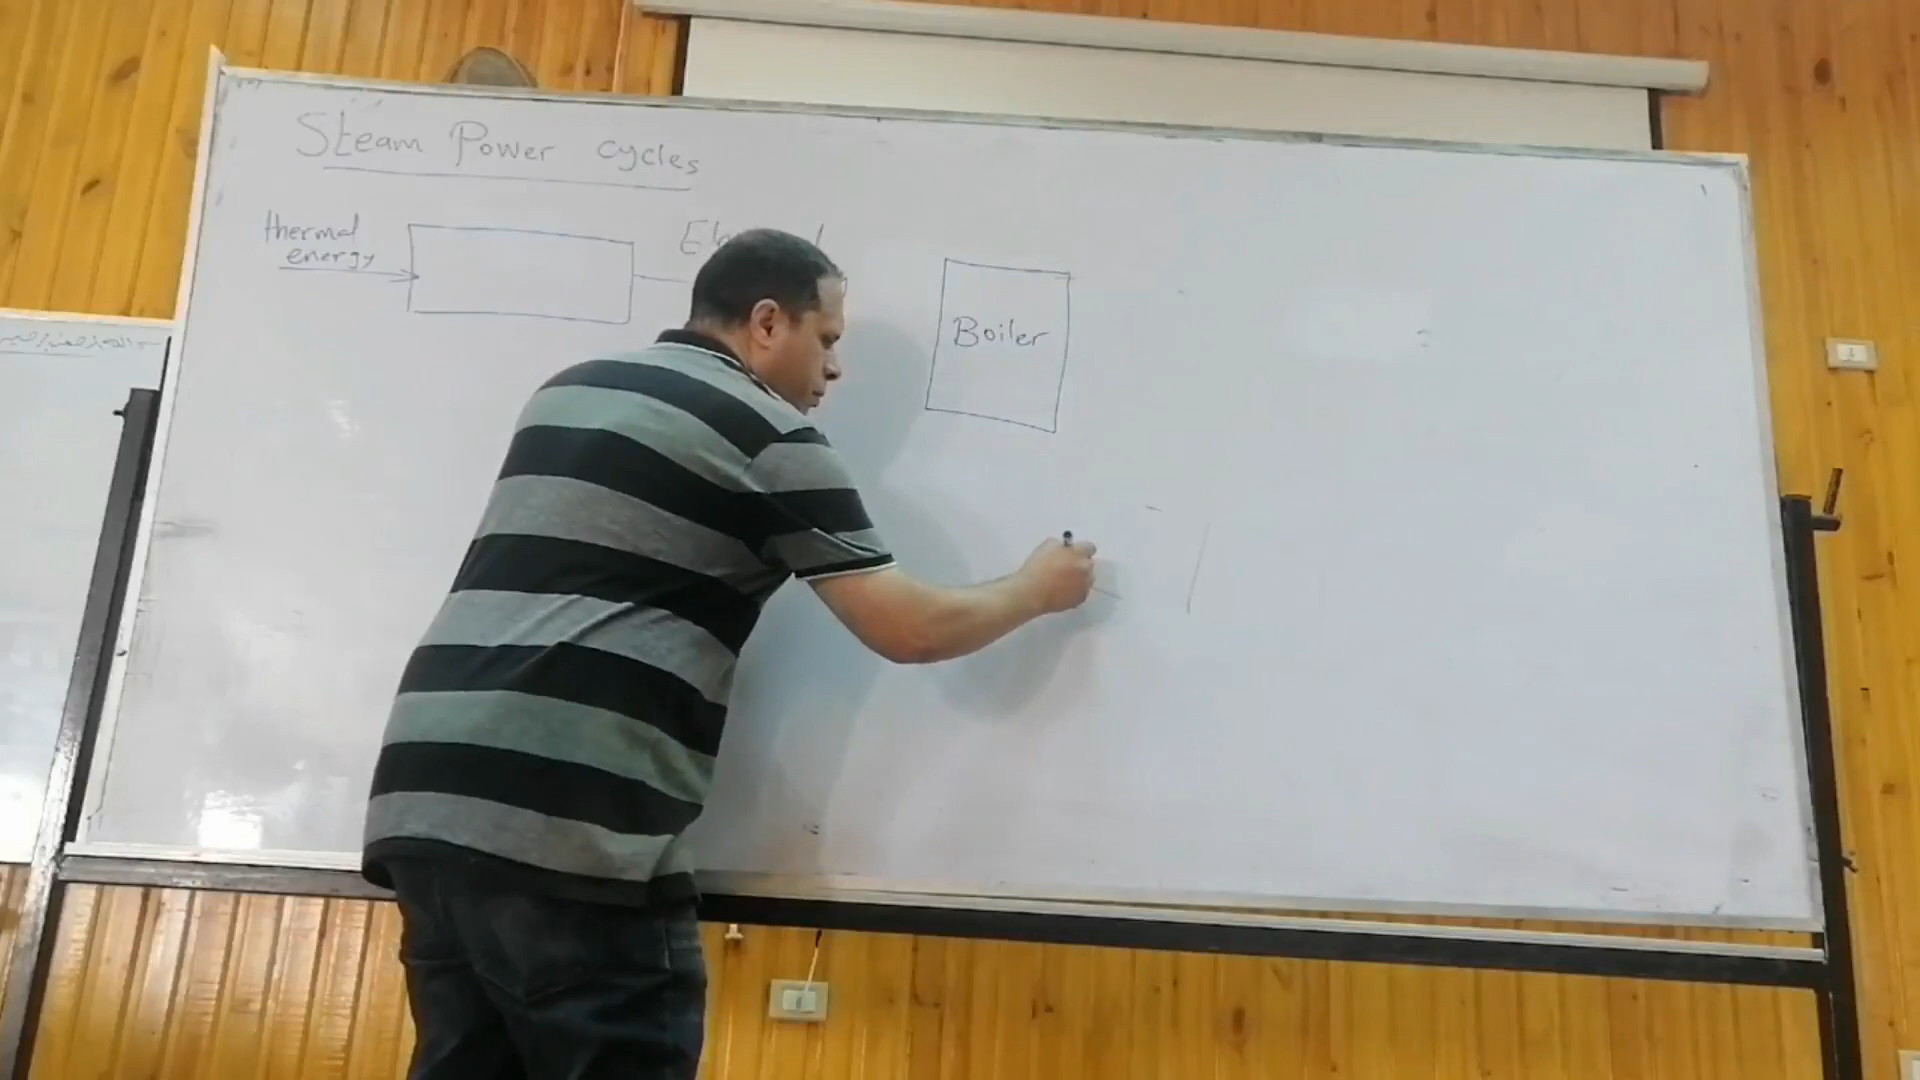 Steam Power cycles
thermal
energy
Boiler